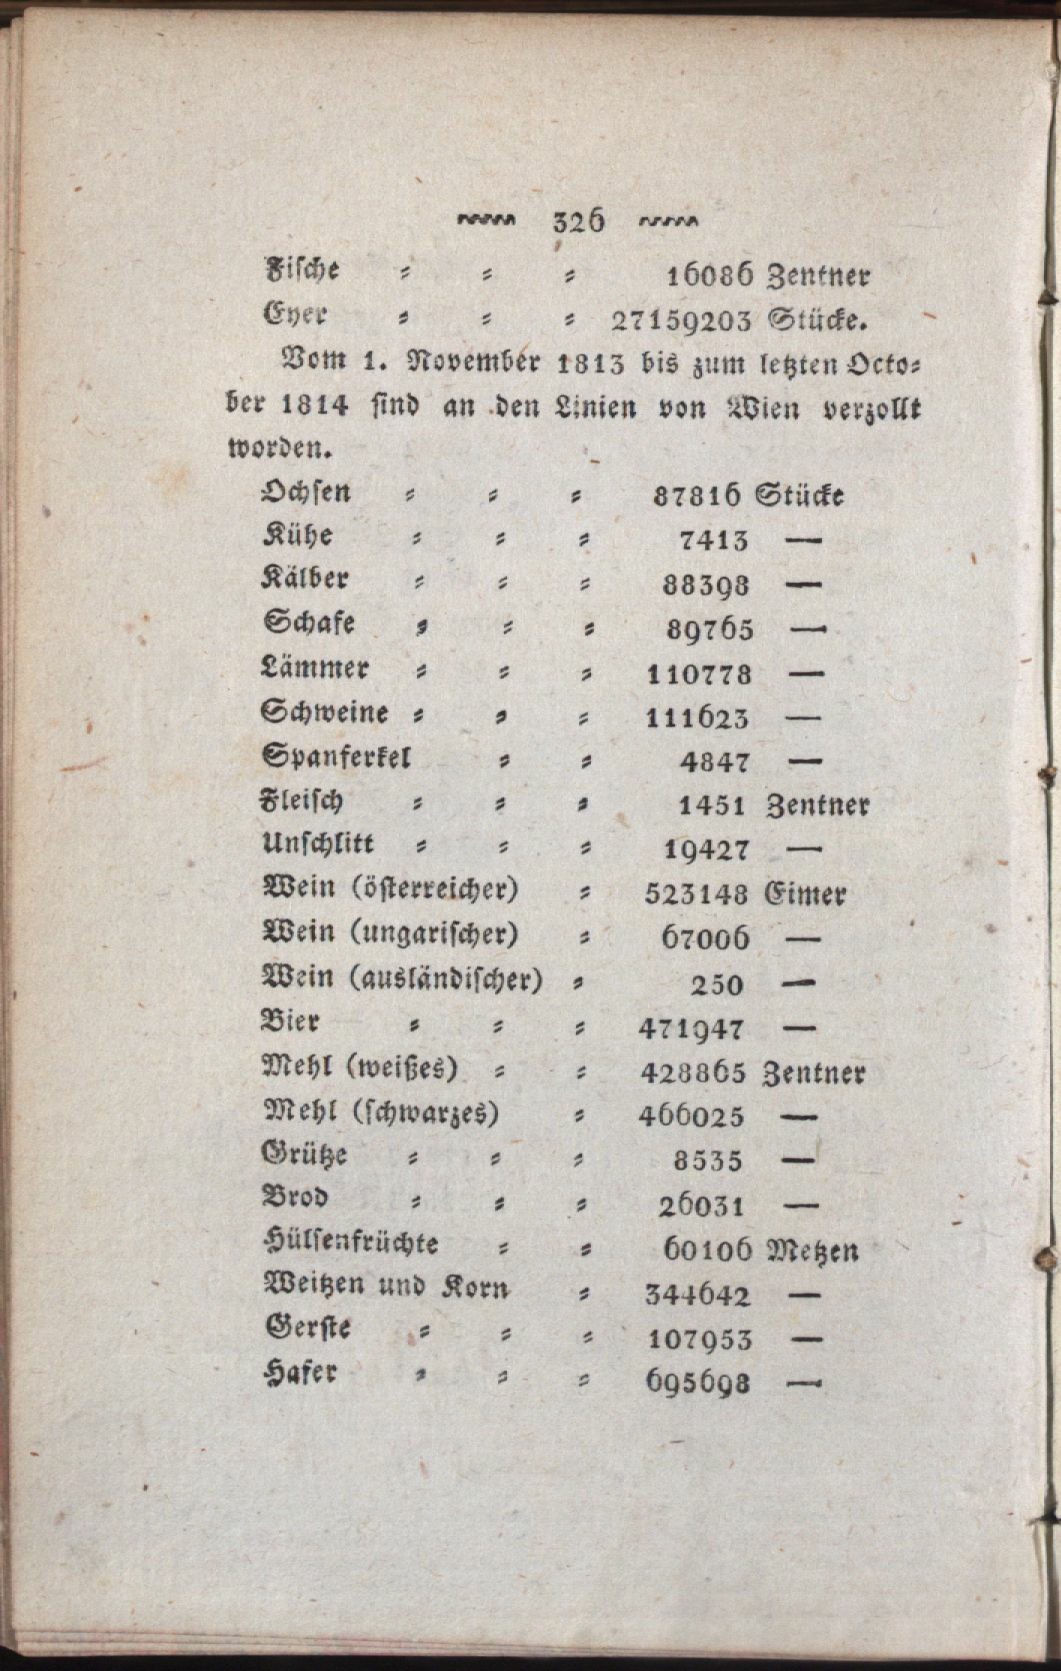 326
Fische = = = 16086 Zentner
Eyer = = = 27159203 Stücke.
Vom 1. November 1813 bis zum letzten Octo=
ber 1814 sind an den Linien von Wien verzollt
worden.
Ochsen = = = 87816 Stücke
Kühe = = = 7413 —
Kälber = = = 88398 —
Schafe = = = 89765 —
Lämmer = = = 110778 —
Schweine = = = 111623 —
Spanferkel = = 4847 —
Fleisch = = = 1451 Zentner
Unschlitt = = = 19427 —
Wein (österreicher) = 523148 Eimer
Wein (ungarischer) = 67006 —
Wein (ausländischer) = 250 —
Bier = = = 471947 —
Mehl (weißes) = = 428865 Zentner
Mehl (schwarzes) = 466025 —
Grütze = = = 8535 —
Brod = = = 26031 —
Hülsenfrüchte = = 60106 Metzen
Weitzen und Korn = 344642 —
Gerste = = = 107953 —
Hafer = = = 695698 —